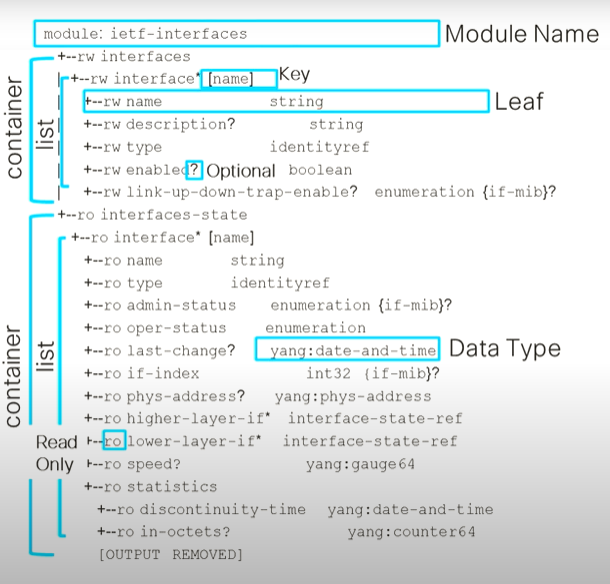 module: ietf-interfaces Module Name
+--rw interfaces
+--rw interface* [name] Key
+--rw name string Leaf
+--rw description? string
+--rw type identityref
+--rw enabled? Optional boolean
+--rw link-up-down-trap-enable? enumeration {if-mib}?
container
list
+--ro interfaces-state
+--ro interface* [name]
+--ro name string
+--ro type identityref
+--ro admin-status enumeration {if-mib}?
+--ro oper-status enumeration
+--ro last-change? yang:date-and-time Data Type
+--ro if-index int32 {if-mib}?
+--ro phys-address? yang:phys-address
+--ro higher-layer-if* interface-state-ref
Read +--ro lower-layer-if* interface-state-ref
Only +--ro speed? yang:gauge64
+--ro statistics
+--ro discontinuity-time yang:date-and-time
+--ro in-octets? yang:counter64
[OUTPUT REMOVED]
container
list